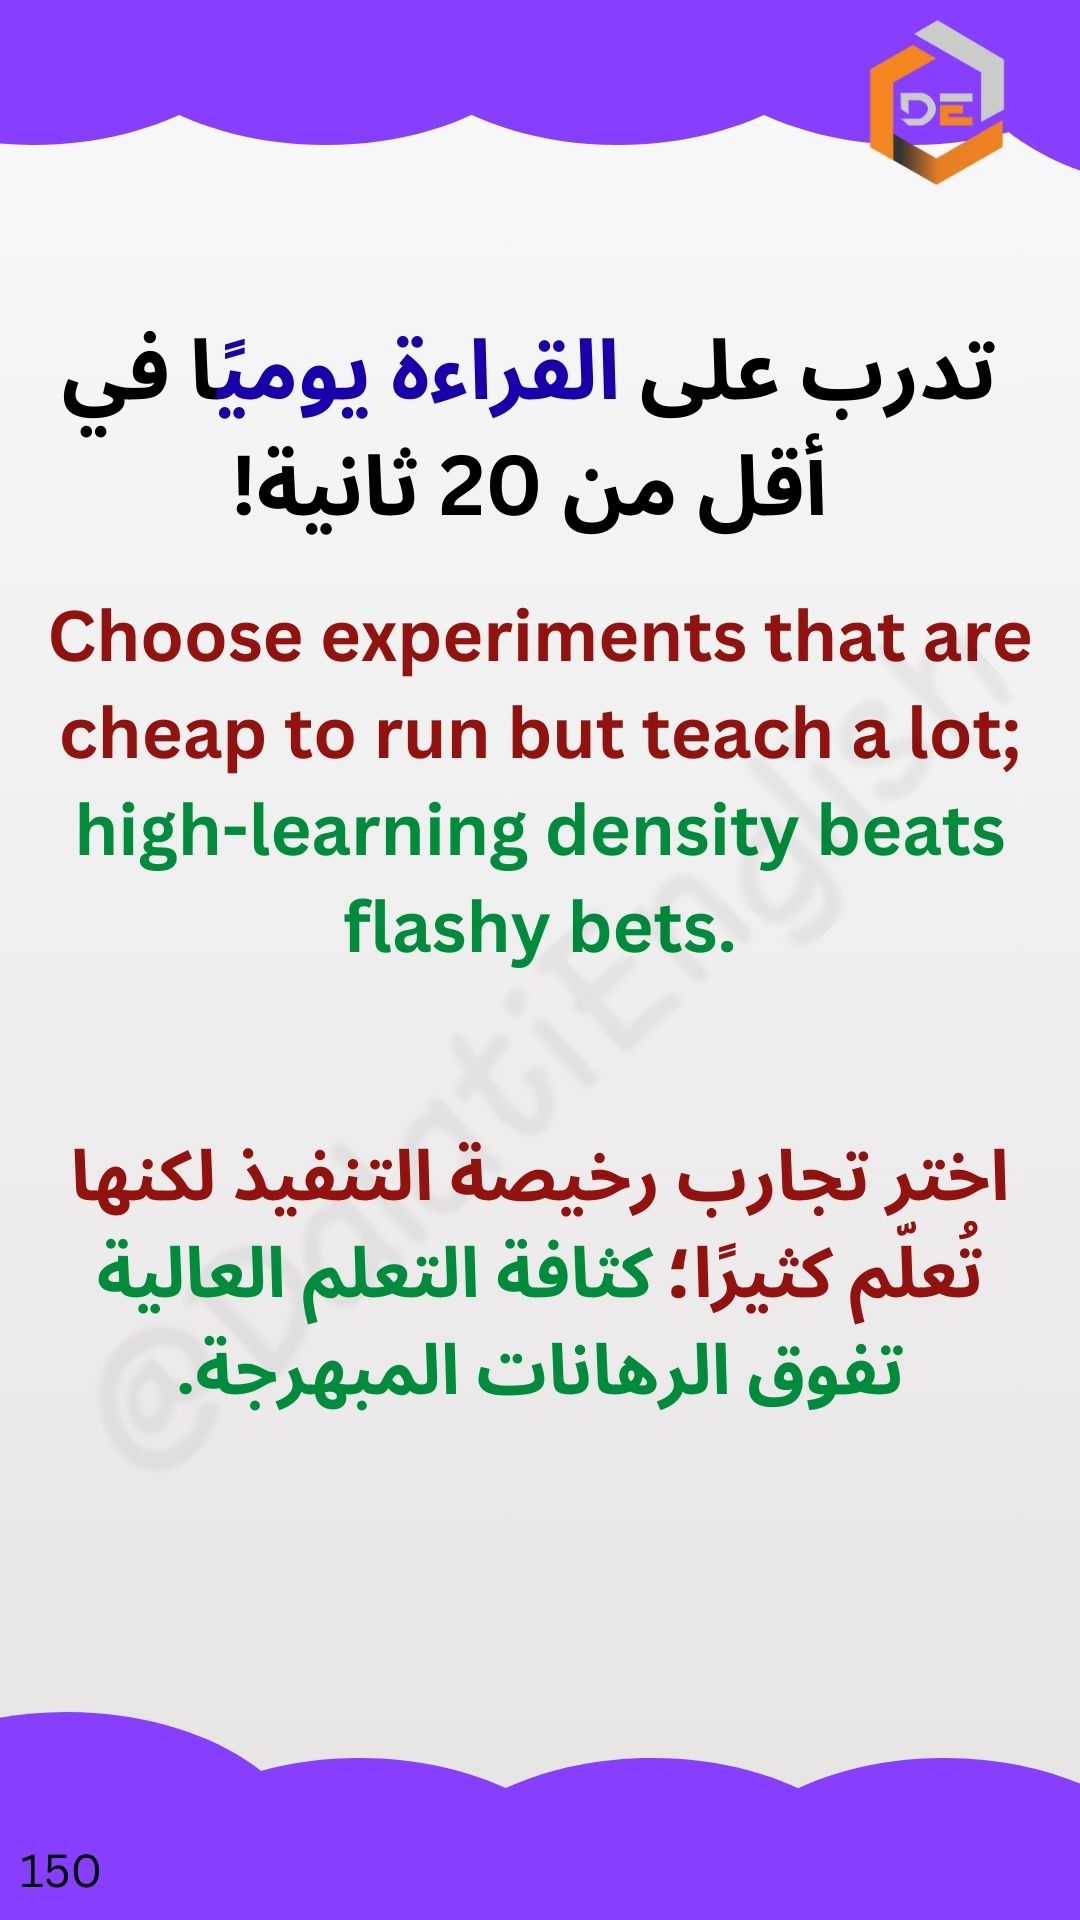 DE
تدرب على القراءة يوميًا في
أقل من 20 ثانية!
Choose experiments that are
cheap to run but teach a lot;
high-learning density beats
flashy bets.
اختر تجارب رخيصة التنفيذ لكنها
تُعلّم كثيرًا؛ كثافة التعلم العالية
تفوق الرهانات المبهرجة.
@DalatiEnglish
150